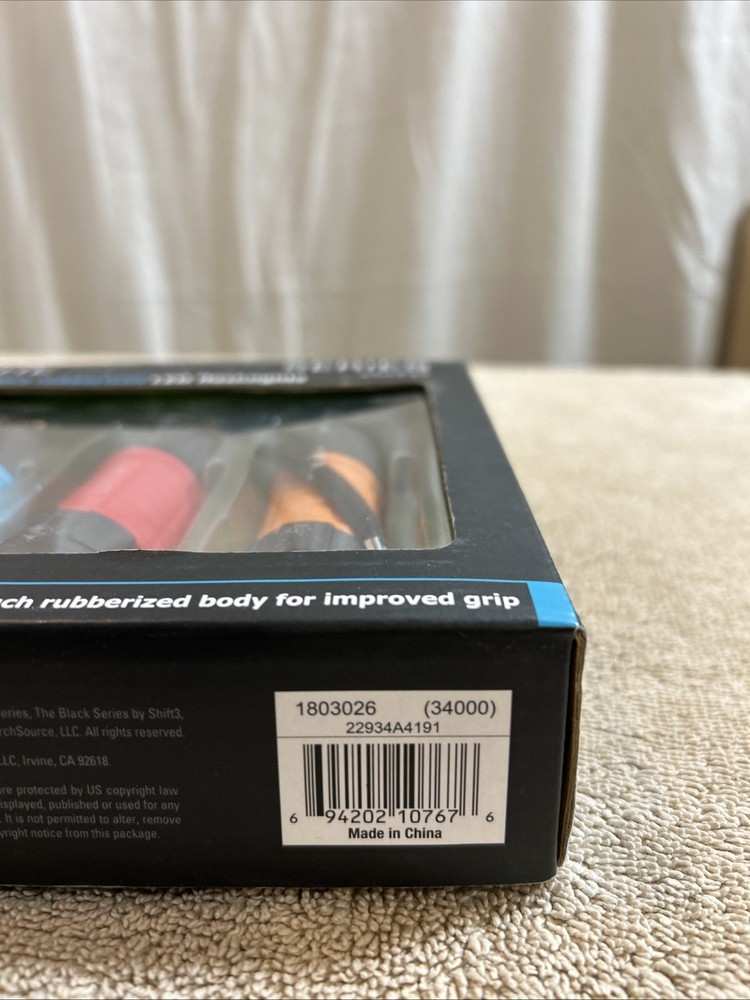 ch rubberized body for improved grip
eries, The Black Series by Shift3,
rchSource, LLC. All rights reserved.
LLC, Irvine, CA 92618.
re protected by US copyright law
isplayed, published or used for any
. It is not permitted to alter, remove
yright notice from this package.
1803026 (34000)
22934A4191
6 94202 10767 6
Made in China